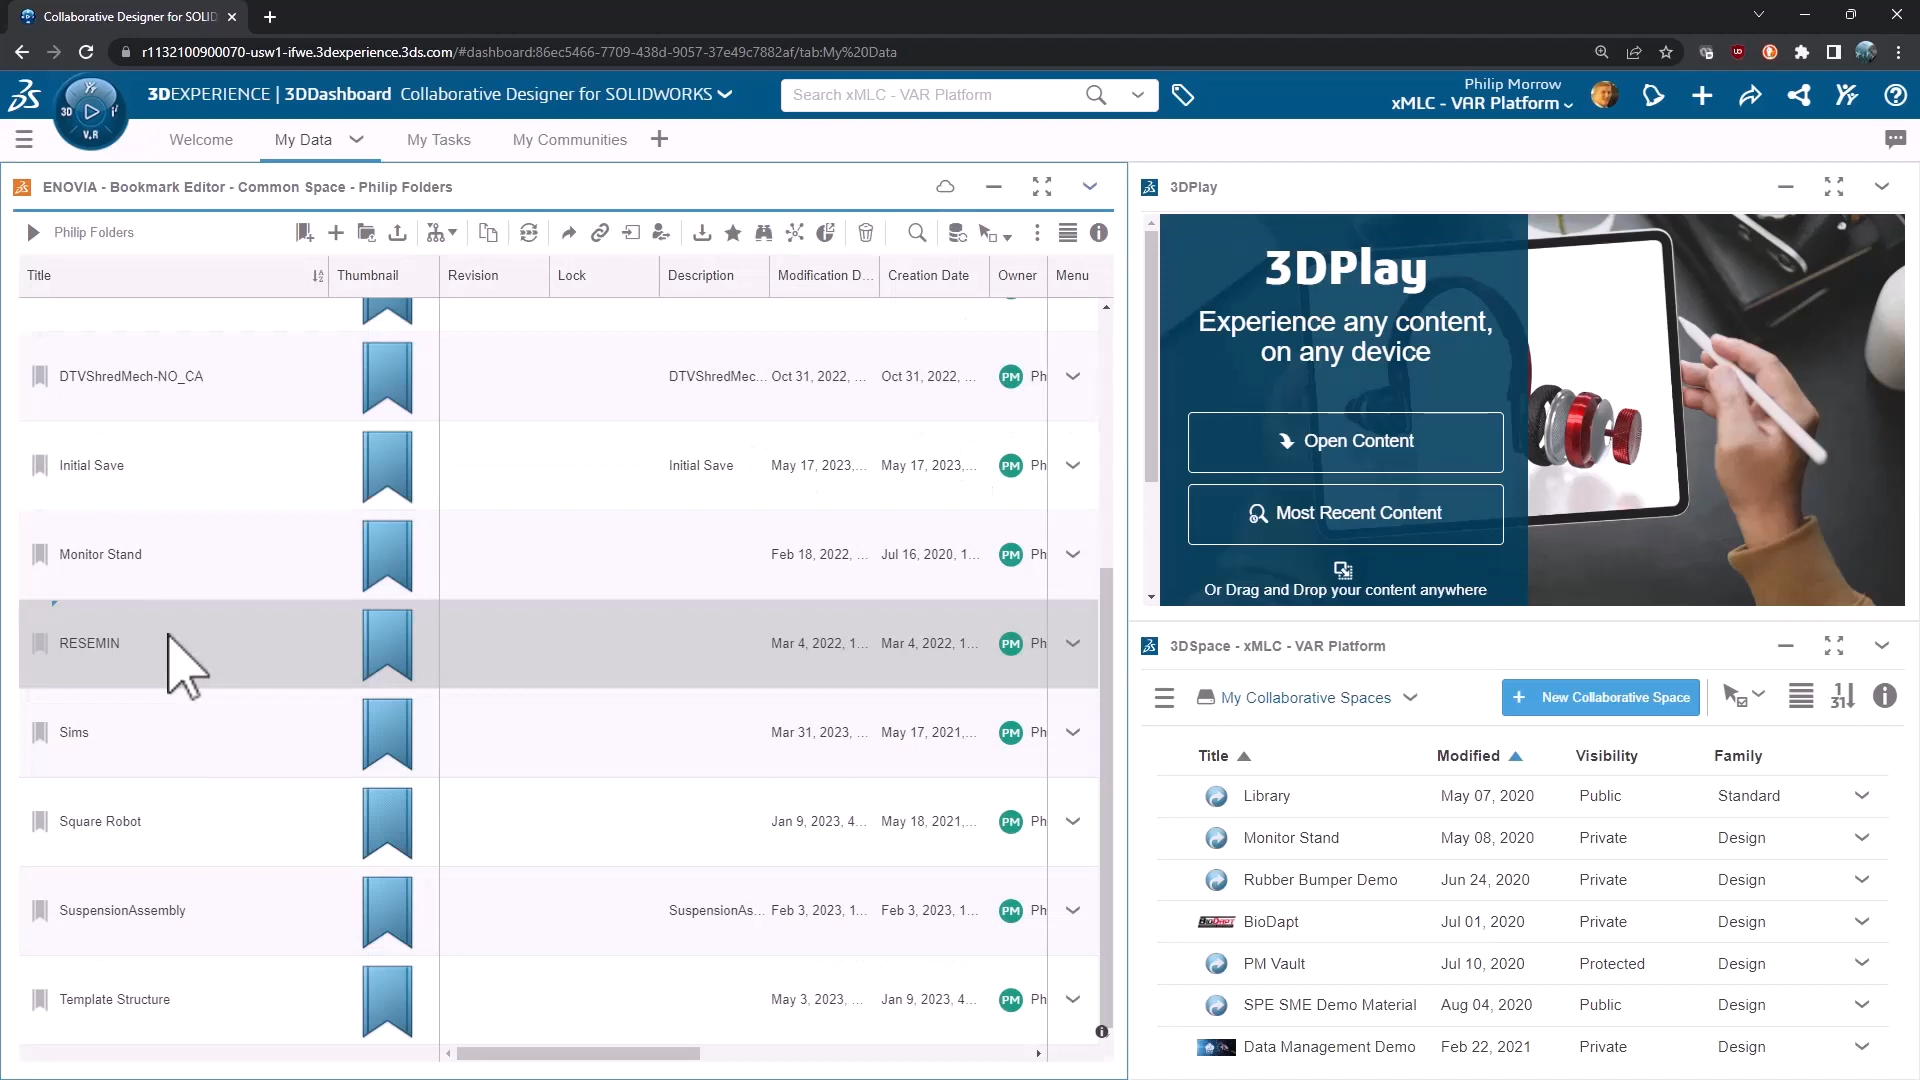 Collaborative Designer for SOLID
r1132100900070-usw1-ifwe.3dexperience.3ds.com/#dashboard:86ec5466-7709-438d-9057-37e49c7882af/tab:My%20Data
3D
V.R
3DEXPERIENCE | 3DDashboard Collaborative Designer for SOLIDWORKS
Search xMLC - VAR Platform
Philip Morrow
xMLC - VAR Platform
Welcome
My Data
My Tasks
My Communities
ENOVIA - Bookmark Editor - Common Space - Philip Folders
Philip Folders
Title Thumbnail Revision Lock Description Modification D... Creation Date Owner Menu
DTVShredMech-NO_CA DTVShredMec... Oct 31, 2022, ... Oct 31, 2022, ... PM Ph
Initial Save Initial Save May 17, 2023,... May 17, 2023,... PM Ph
Monitor Stand Feb 18, 2022, ... Jul 16, 2020, 1... PM Ph
RESEMIN Mar 4, 2022, 1... Mar 4, 2022, 1... PM Ph
Sims Mar 31, 2023, ... May 17, 2021,... PM Ph
Square Robot Jan 9, 2023, 4... May 18, 2021,... PM Ph
SuspensionAssembly SuspensionAs... Feb 3, 2023, 1... Feb 3, 2023, 1... PM Ph
Template Structure May 3, 2023, ... Jan 9, 2023, 4... PM Ph
3DPlay
3DPlay
Experience any content,
on any device
Open Content
Most Recent Content
Or Drag and Drop your content anywhere
3DSpace - xMLC - VAR Platform
My Collaborative Spaces
+ New Collaborative Space
Title Modified Visibility Family
Library May 07, 2020 Public Standard
Monitor Stand May 08, 2020 Private Design
Rubber Bumper Demo Jun 24, 2020 Private Design
BIODAPT BioDapt Jul 01, 2020 Private Design
PM Vault Jul 10, 2020 Protected Design
SPE SME Demo Material Aug 04, 2020 Public Design
Data Management Demo Feb 22, 2021 Private Design